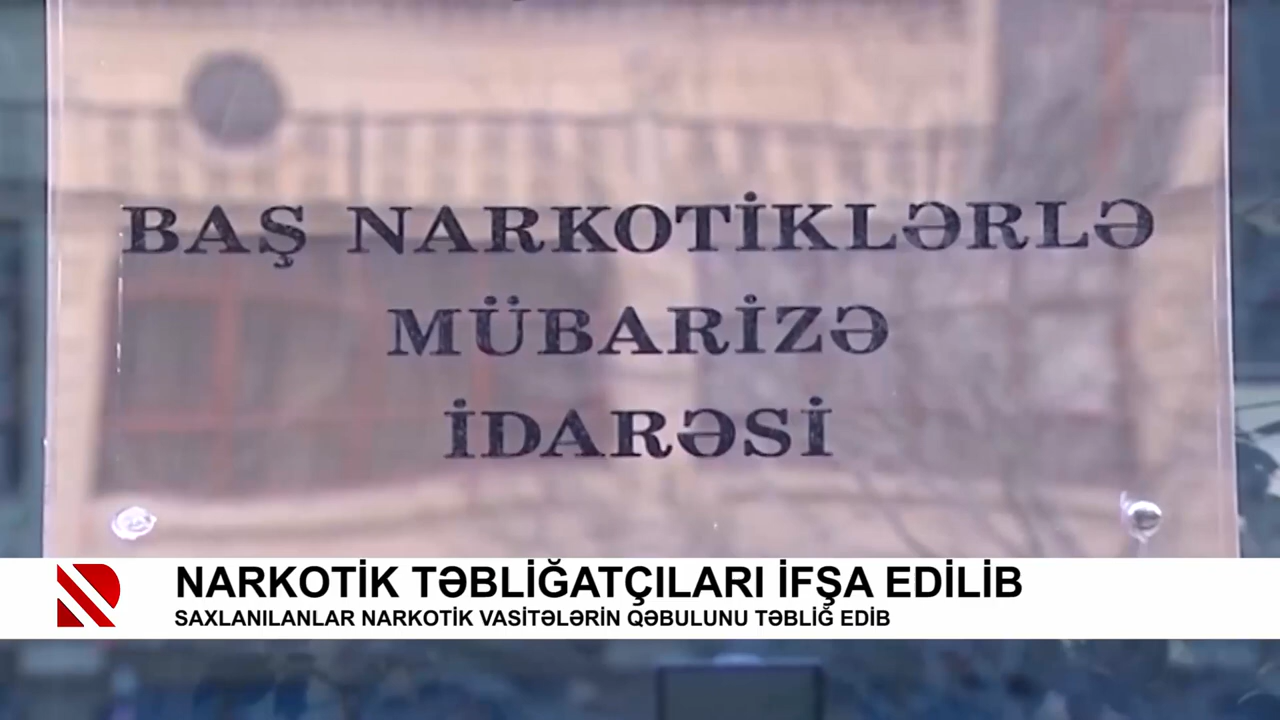 BAŞ NARKOTİKLƏRLƏ
MÜBARİZƏ
İDARƏSİ
NARKOTİK TƏBLİĞATÇILARI İFŞA EDİLİB
SAXLANILANLAR NARKOTİK VASİTƏLƏRİN QƏBULUNU TƏBLİĞ EDİB